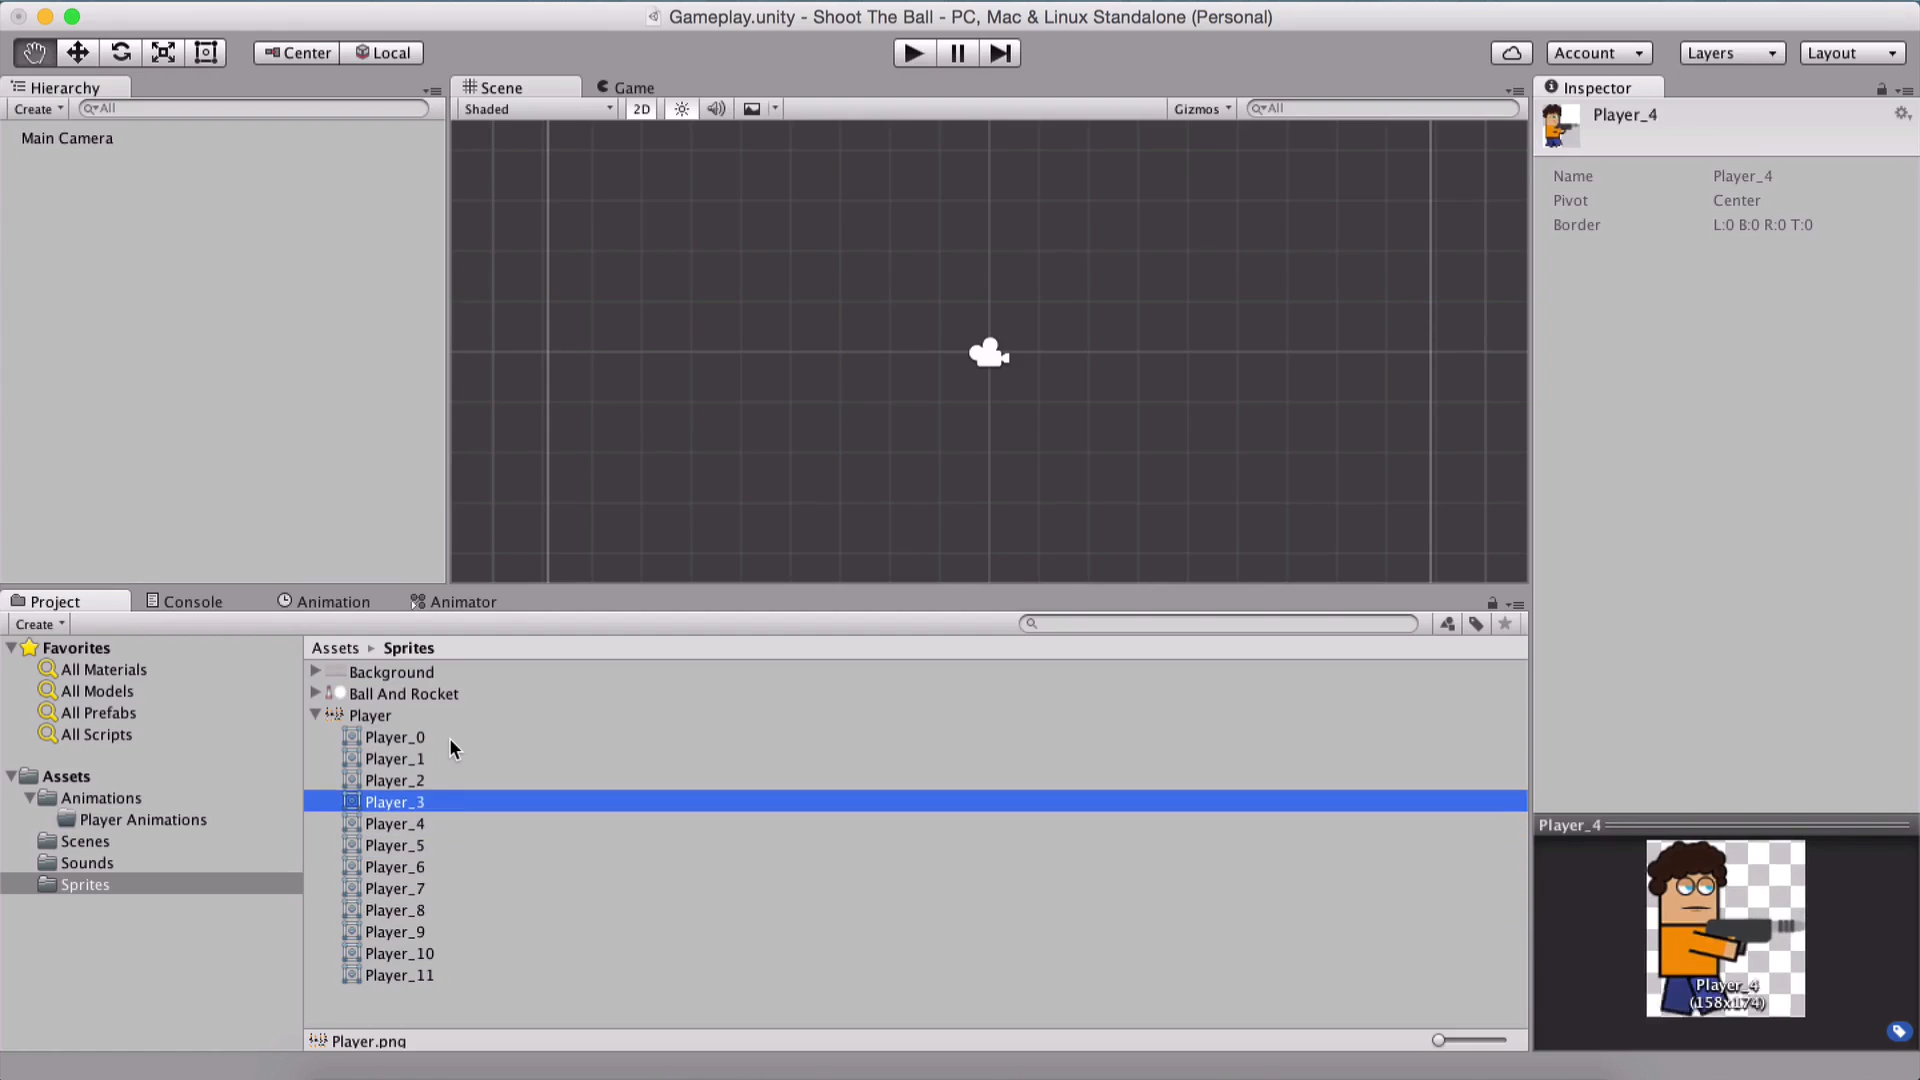 Gameplay.unity - Shoot The Ball - PC, Mac & Linux Standalone (Personal)
Center Local Account Layers Layout
Hierarchy Scene Game Inspector
Create All Shaded 2D Gizmos All
Main Camera
Player_4
Name Player_4
Pivot Center
Border L:0 B:0 R:0 T:0
Project Console Animation Animator
Create
Favorites
All Materials
All Models
All Prefabs
All Scripts
Assets
Animations
Player Animations
Scenes
Sounds
Sprites
Assets Sprites
Background
Ball And Rocket
Player
Player_0
Player_1
Player_2
Player_3
Player_4
Player_5
Player_6
Player_7
Player_8
Player_9
Player_10
Player_11
Player.png
Player_4
Player_4
(158x174)